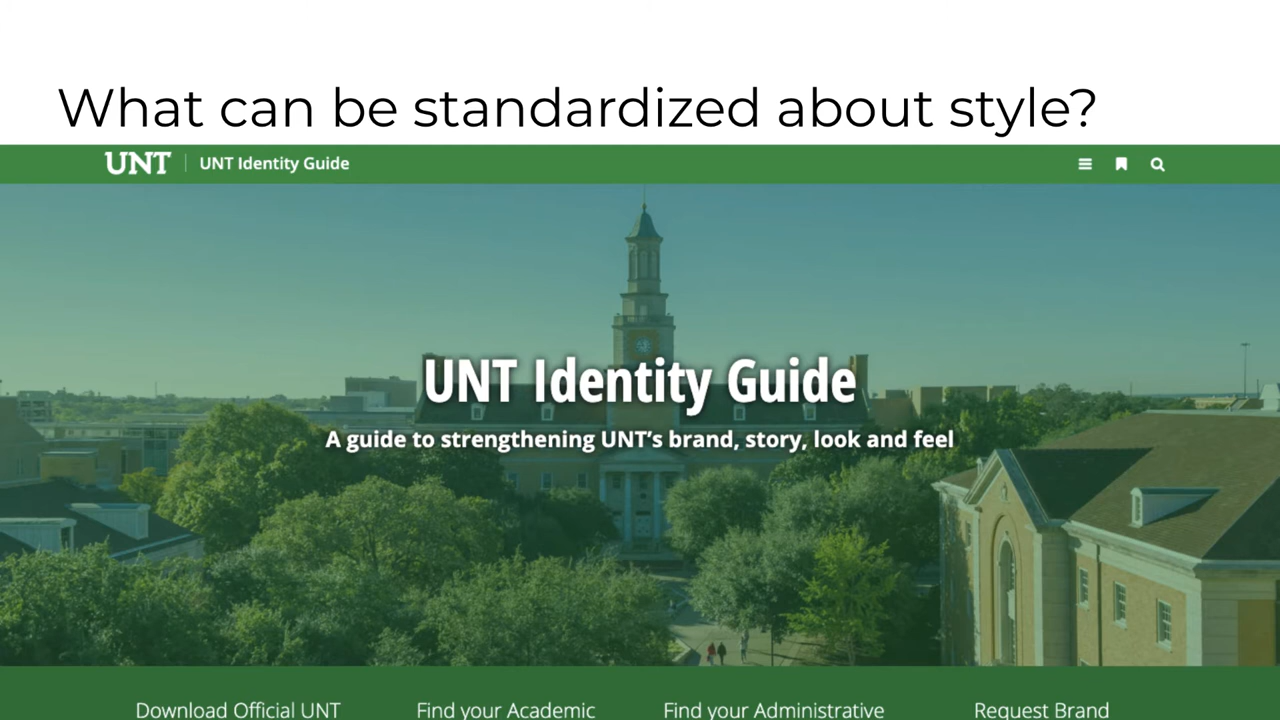 What can be standardized about style?
UNT | UNT Identity Guide
UNT Identity Guide
A guide to strengthening UNT's brand, story, look and feel
Download Official UNT
Find your Academic
Find your Administrative
Request Brand